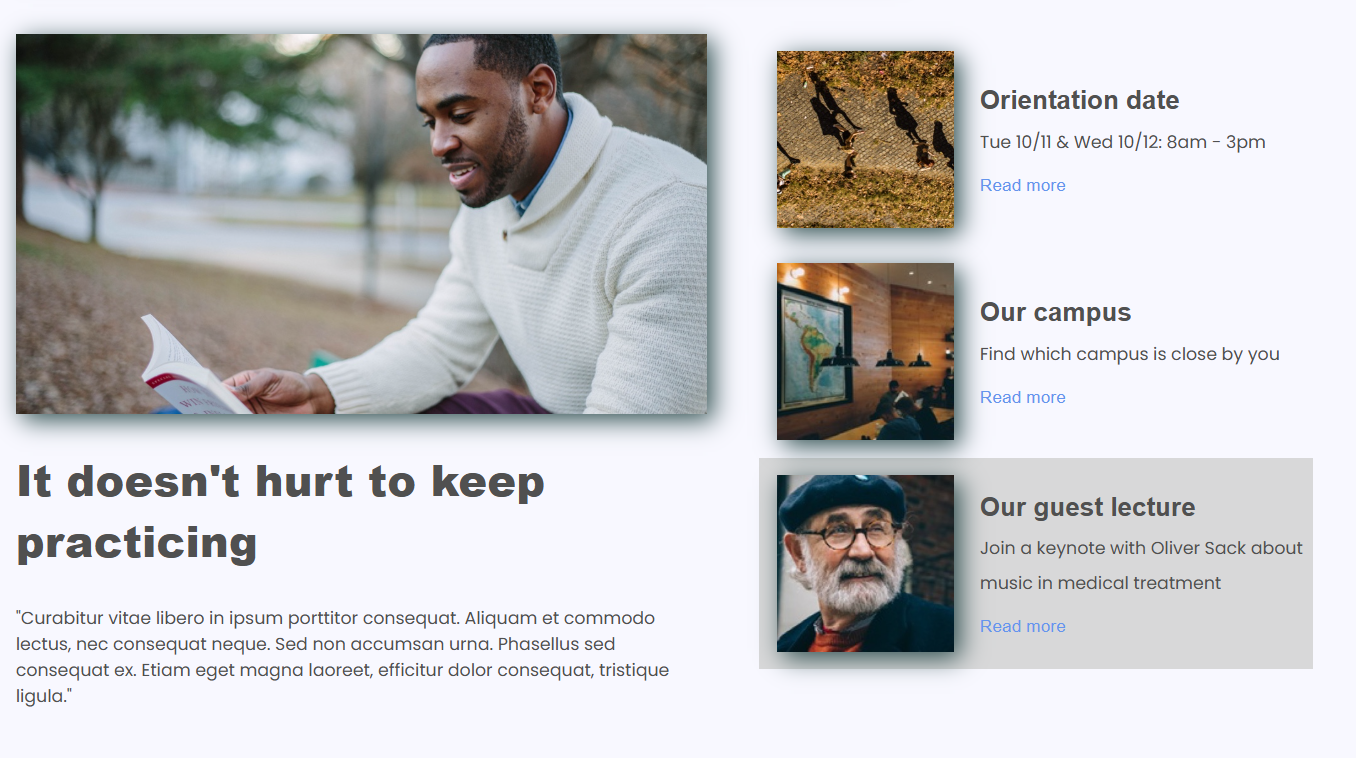 It doesn't hurt to keep
practicing
"Curabitur vitae libero in ipsum porttitor consequat. Aliquam et commodo
lectus, nec consequat neque. Sed non accumsan urna. Phasellus sed
consequat ex. Etiam eget magna laoreet, efficitur dolor consequat, tristique
ligula."
Orientation date
Tue 10/11 & Wed 10/12: 8am - 3pm
Read more
Our campus
Find which campus is close by you
Read more
Our guest lecture
Join a keynote with Oliver Sack about
music in medical treatment
Read more